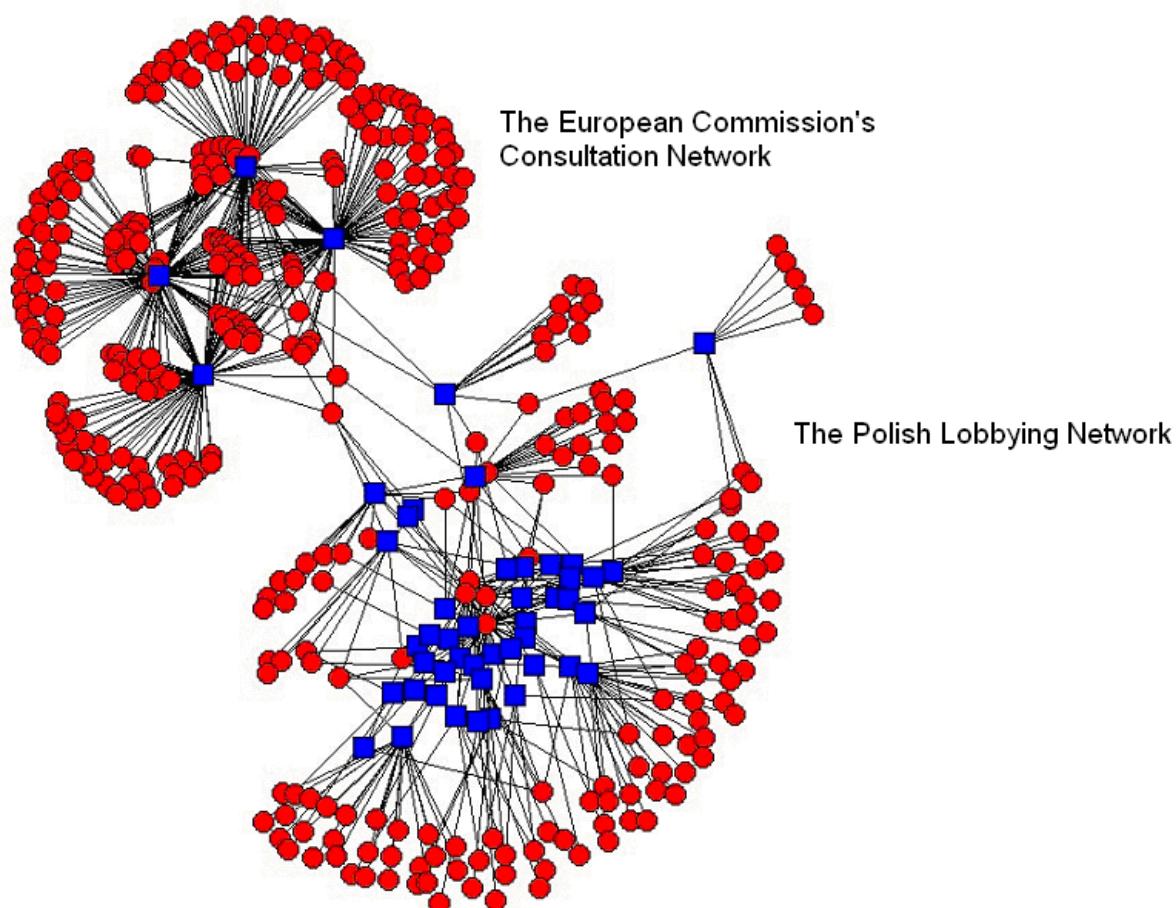 The European Commission's
Consultation Network
The Polish Lobbying Network